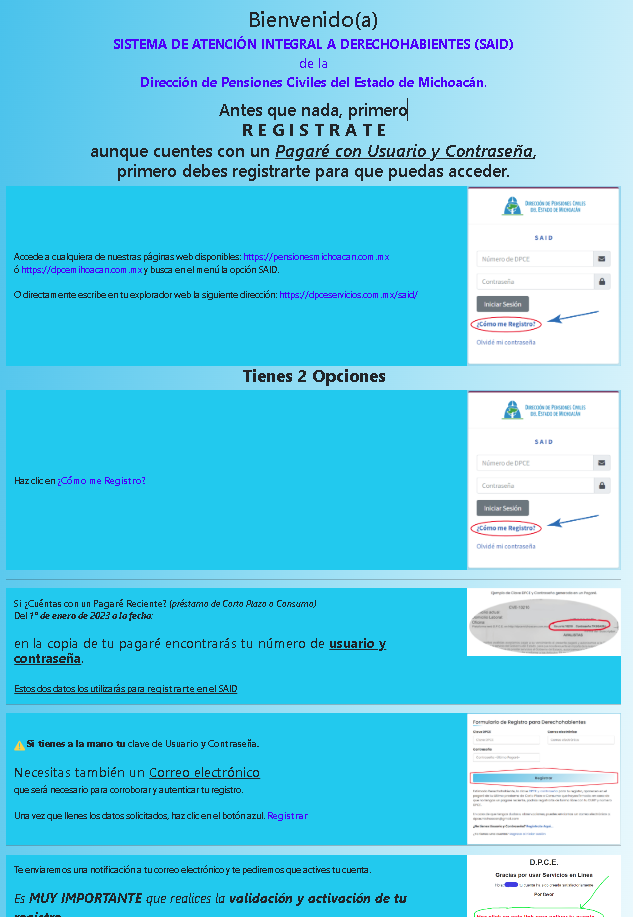 Bienvenido(a)
SISTEMA DE ATENCIÓN INTEGRAL A DERECHOHABIENTES (SAID)
de la
Dirección de Pensiones Civiles del Estado de Michoacán.
Antes que nada, primero
R E G I S T R A T E
aunque cuentes con un Pagaré con Usuario y Contraseña,
primero debes registrarte para que puedas acceder.
Accede a cualquiera de nuestras páginas web disponibles: https://pensionesmichoacan.com.mx
ó https://dpcemihoacan.com.mx y busca en el menú la opción SAID.
O directamente escribe en tu explorador web la siguiente dirección: https://dpceservicios.com.mx/said/
DIRECCIÓN DE PENSIONES CIVILES
DEL ESTADO DE MICHOACÁN
SAID
Número de DPCE
Contraseña
Iniciar Sesión
¿Cómo me Registro?
Olvidé mi contraseña
Tienes 2 Opciones
Haz clic en ¿Cómo me Registro?
DIRECCIÓN DE PENSIONES CIVILES
DEL ESTADO DE MICHOACÁN
SAID
Número de DPCE
Contraseña
Iniciar Sesión
¿Cómo me Registro?
Olvidé mi contraseña
Si ¿Cuéntas con un Pagaré Reciente? (préstamo de Corto Plazo o Consumo)
Del 1° de enero de 2023 a la fecha:
en la copia de tu pagaré encontrarás tu número de usuario y
contraseña.
Estos dos datos los utilizarás para registrarte en el SAID
Ejemplo de Clave DPCE y Contraseña generada en un Pagaré.
⚠️Si tienes a la mano tu clave de Usuario y Contraseña.
Necesitas también un Correo electrónico
que será necesario para corroborar y autenticar tu registro.
Una vez que llenes los datos solicitados, haz clic en el botón azul. Registrar
Formulario de Registro para Derechohabientes
Clave DPCE
Correo electrónico
Contraseña
Registrar
Te enviaremos una notificación a tu correo electrónico y te pediremos que actives tu cuenta.
Es MUY IMPORTANTE que realices la validación y activación de tu
registro
D.P.C.E.
Gracias por usar Servicios en Línea
Por favor